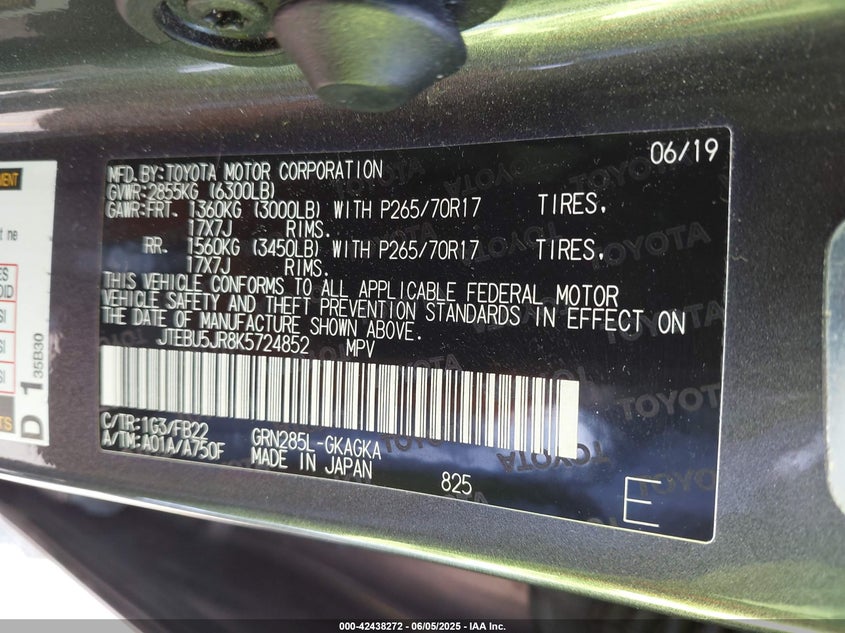 06/19
MFD. BY: TOYOTA MOTOR CORPORATION
GVWR: 2855KG (6300LB)
GAWR: FRT. 1360KG (3000LB) WITH P265/70R17 TIRES,
17X7J RIMS.
RR. 1560KG (3450LB) WITH P265/70R17 TIRES,
17X7J RIMS.
THIS VEHICLE CONFORMS TO ALL APPLICABLE FEDERAL MOTOR
VEHICLE SAFETY AND THEFT PREVENTION STANDARDS IN EFFECT ON
THE DATE OF MANUFACTURE SHOWN ABOVE.
JTEBU5JR8K5724852 MPV
C/TR: 1G3/FB22 GRN285L-GKAGKA
A/TM: A01A/A750F MADE IN JAPAN
825
E
TOYOTA
D 1 35B30
000-42438272 - 06/05/2025 - IAA Inc.